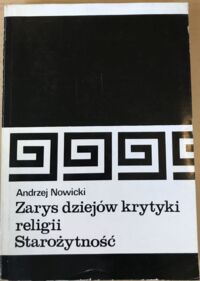 Andrzej Nowicki
Zarys dziejów krytyki
religii
Starożytność